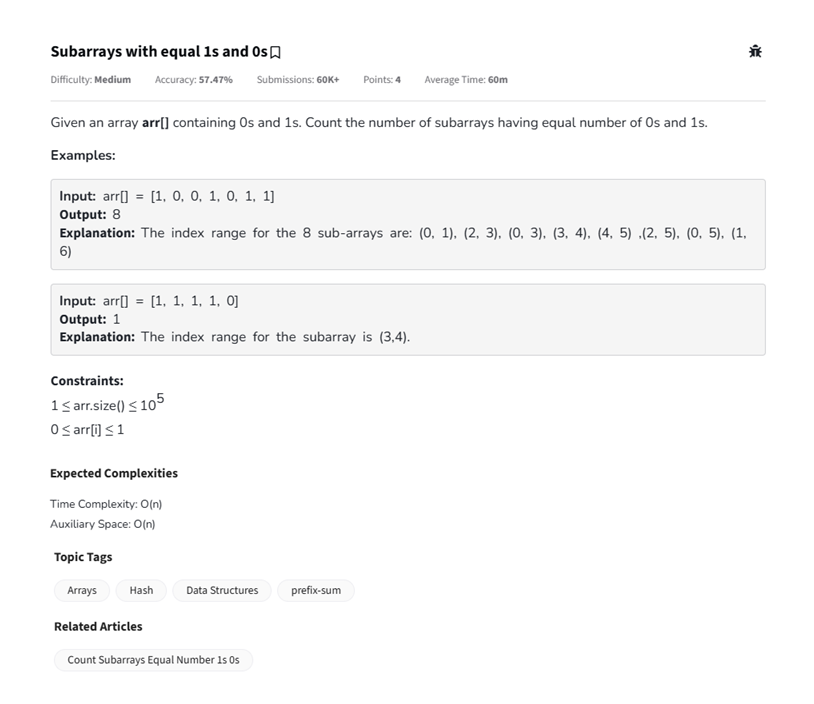 Subarrays with equal 1s and 0s
Difficulty: Medium Accuracy: 57.47% Submissions: 60K+ Points: 4 Average Time: 60m
Given an array arr[] containing 0s and 1s. Count the number of subarrays having equal number of 0s and 1s.
Examples:
Input: arr[] = [1, 0, 0, 1, 0, 1, 1]
Output: 8
Explanation: The index range for the 8 sub-arrays are: (0, 1), (2, 3), (0, 3), (3, 4), (4, 5) ,(2, 5), (0, 5), (1,
6)
Input: arr[] = [1, 1, 1, 1, 0]
Output: 1
Explanation: The index range for the subarray is (3,4).
Constraints:
1 ≤ arr.size() ≤ 10⁵
0 ≤ arr[i] ≤ 1
Expected Complexities
Time Complexity: O(n)
Auxiliary Space: O(n)
Topic Tags
Arrays Hash Data Structures prefix-sum
Related Articles
Count Subarrays Equal Number 1s 0s